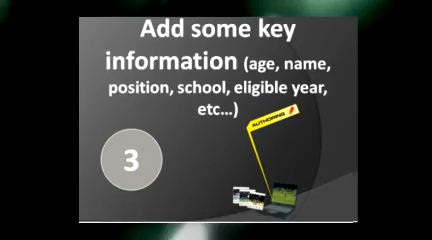 Add some key
information (age, name,
position, school, eligible year,
etc...)
AUTHORING
3